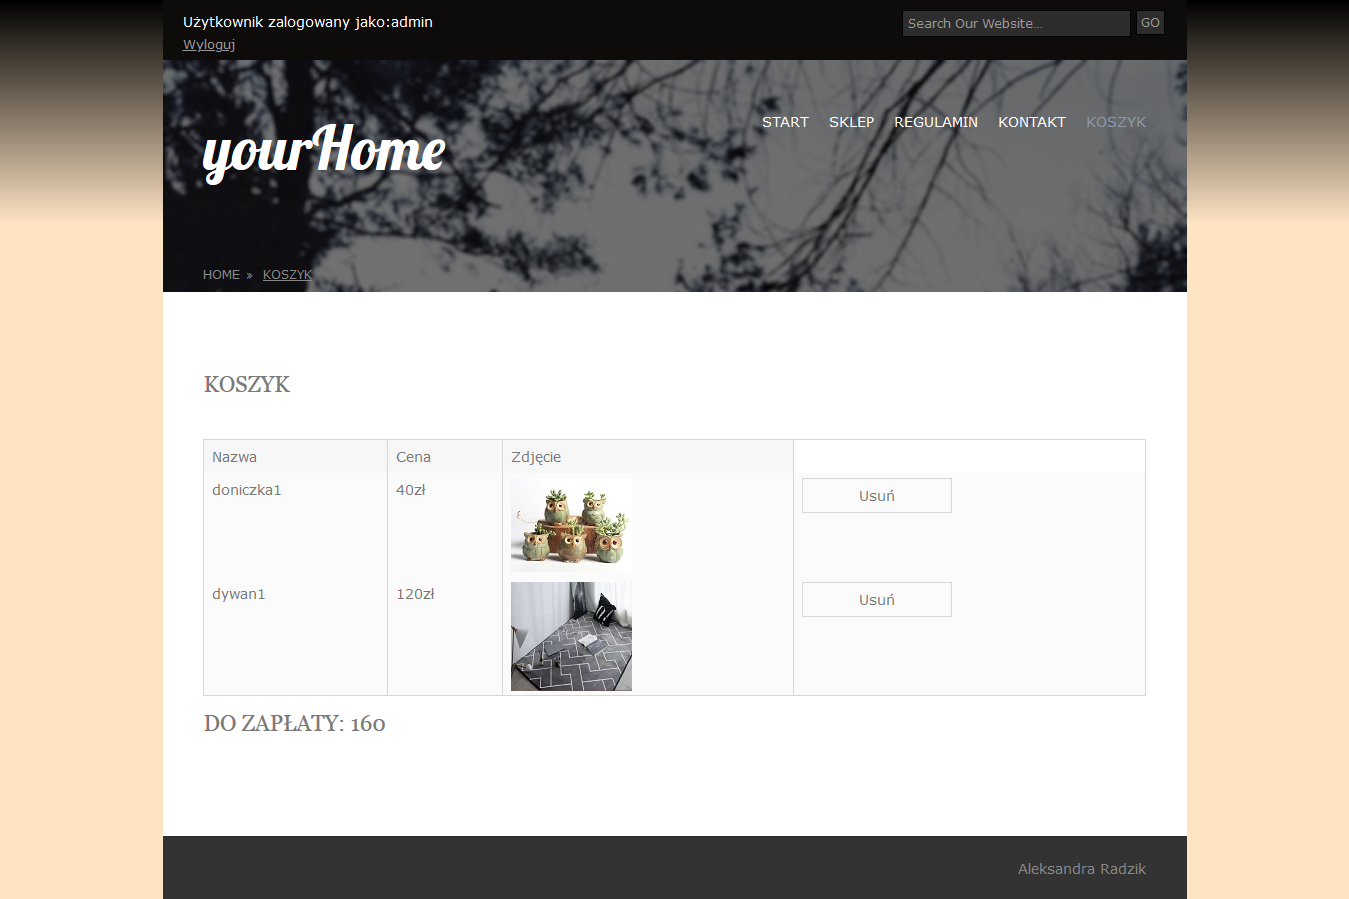 Użytkownik zalogowany jako:admin
Search Our Website... GO
Wyloguj
START SKLEP REGULAMIN KONTAKT KOSZYK
yourHome
HOME » KOSZYK
KOSZYK
Nazwa Cena Zdjęcie
doniczka1 40zł Usuń
dywan1 120zł Usuń
DO ZAPŁATY: 160
Aleksandra Radzik